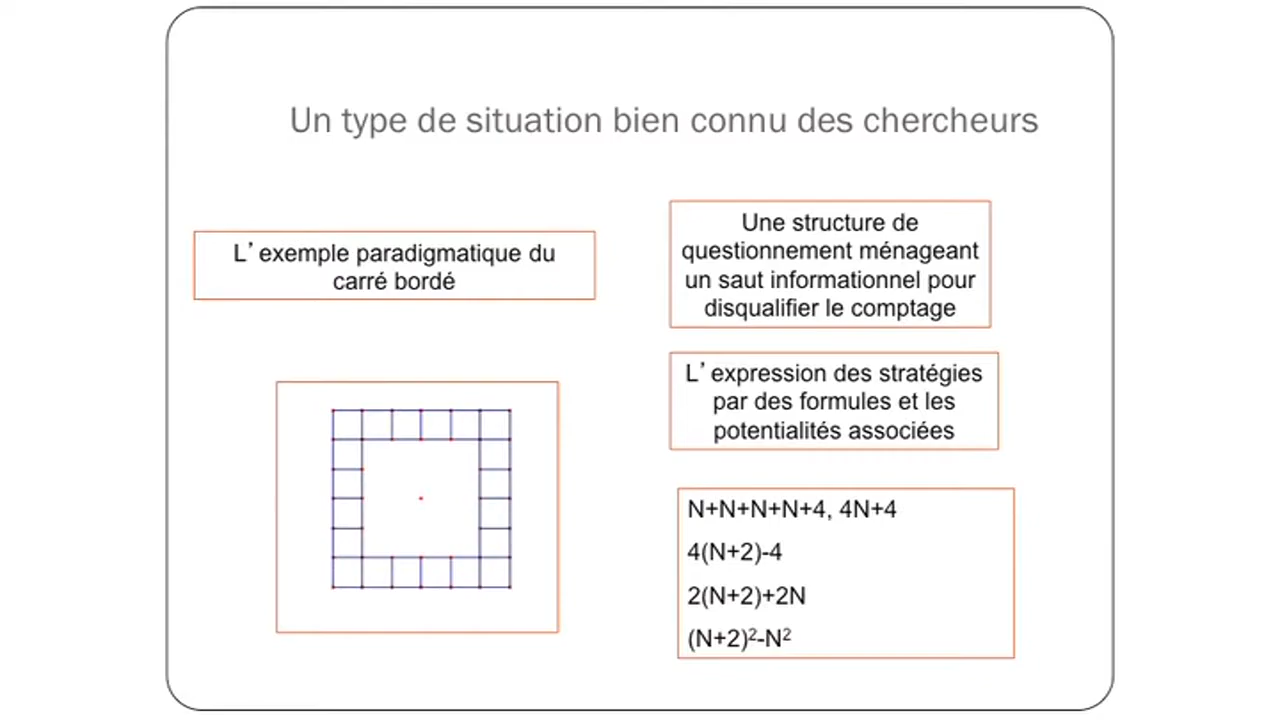 Un type de situation bien connu des chercheurs
L’exemple paradigmatique du
carré bordé
Une structure de
questionnement ménageant
un saut informationnel pour
disqualifier le comptage
L’expression des stratégies
par des formules et les
potentialités associées
N+N+N+N+4, 4N+4
4(N+2)-4
2(N+2)+2N
(N+2)²-N²